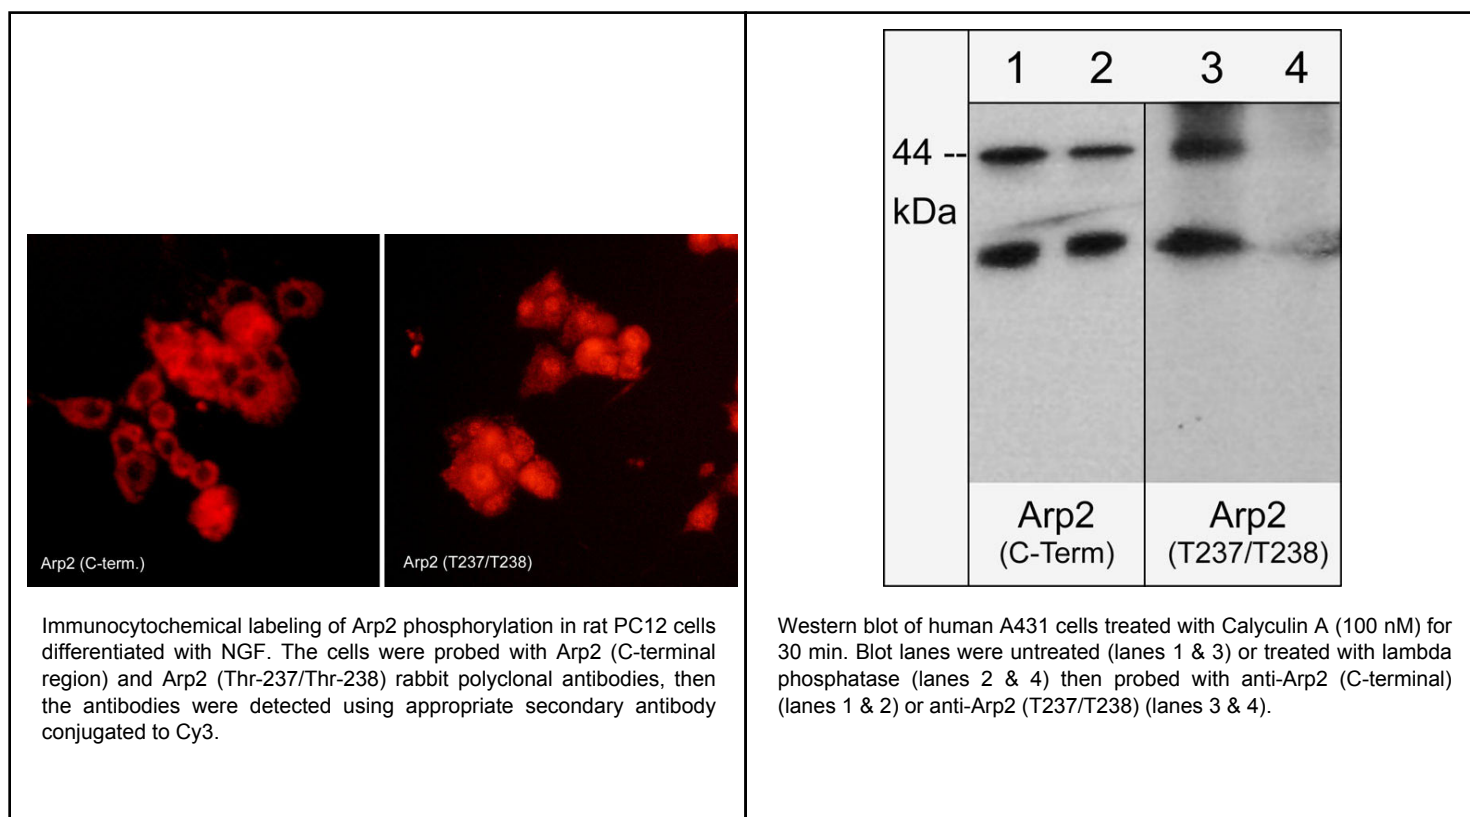 Arp2 (C-term.)
Arp2 (T237/T238)
Immunocytochemical labeling of Arp2 phosphorylation in rat PC12 cells
differentiated with NGF. The cells were probed with Arp2 (C-terminal
region) and Arp2 (Thr-237/Thr-238) rabbit polyclonal antibodies, then
the antibodies were detected using appropriate secondary antibody
conjugated to Cy3.
1 2 3 4
44 --
kDa
Arp2 Arp2
(C-Term) (T237/T238)
Western blot of human A431 cells treated with Calyculin A (100 nM) for
30 min. Blot lanes were untreated (lanes 1 & 3) or treated with lambda
phosphatase (lanes 2 & 4) then probed with anti-Arp2 (C-terminal)
(lanes 1 & 2) or anti-Arp2 (T237/T238) (lanes 3 & 4).